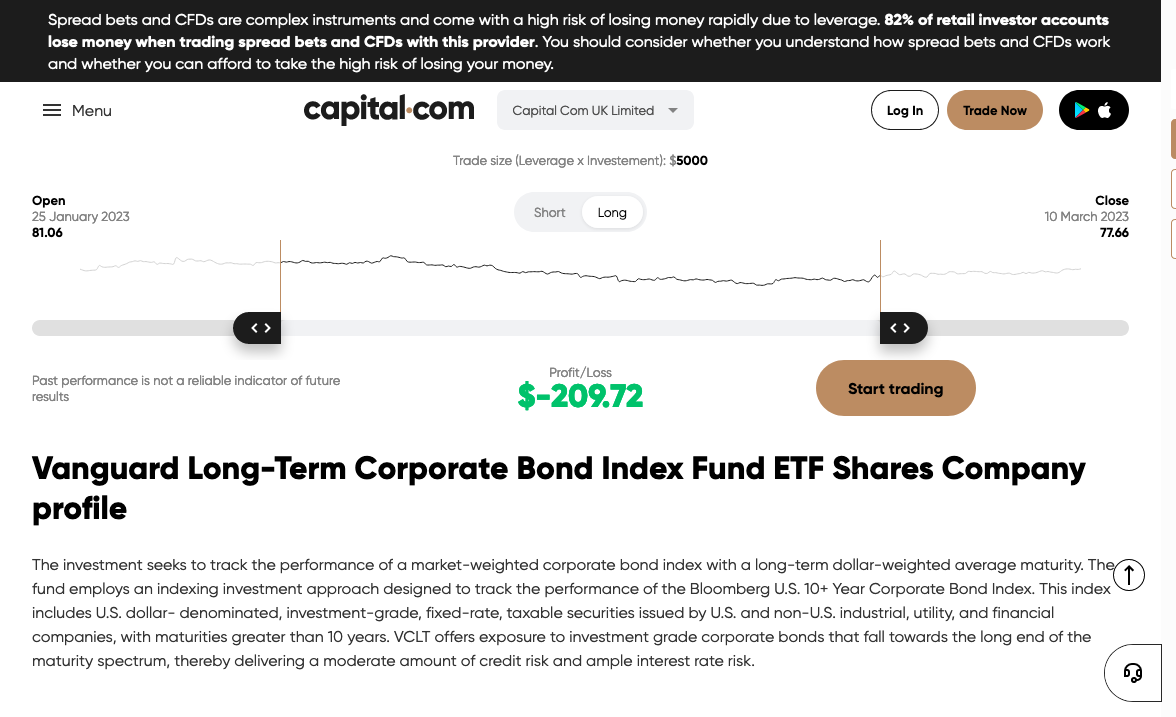 Spread bets and CFDs are complex instruments and come with a high risk of losing money rapidly due to leverage. 82% of retail investor accounts
lose money when trading spread bets and CFDs with this provider. You should consider whether you understand how spread bets and CFDs work
and whether you can afford to take the high risk of losing your money.
Menu
capital.com
Capital Com UK Limited
Log In
Trade Now
Trade size (Leverage x Investement): $5000
Open
25 January 2023
81.06
Short
Long
Close
10 March 2023
77.66
Past performance is not a reliable indicator of future
results
Profit/Loss
$-209.72
Start trading
Vanguard Long-Term Corporate Bond Index Fund ETF Shares Company
profile
The investment seeks to track the performance of a market-weighted corporate bond index with a long-term dollar-weighted average maturity. The
fund employs an indexing investment approach designed to track the performance of the Bloomberg U.S. 10+ Year Corporate Bond Index. This index
includes U.S. dollar- denominated, investment-grade, fixed-rate, taxable securities issued by U.S. and non-U.S. industrial, utility, and financial
companies, with maturities greater than 10 years. VCLT offers exposure to investment grade corporate bonds that fall towards the long end of the
maturity spectrum, thereby delivering a moderate amount of credit risk and ample interest rate risk.